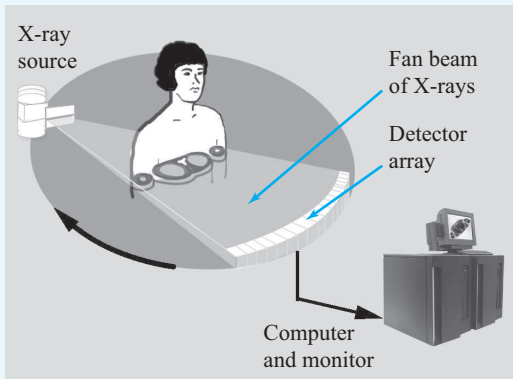 X-ray
source
Fan beam
of X-rays
Detector
array
Computer
and monitor